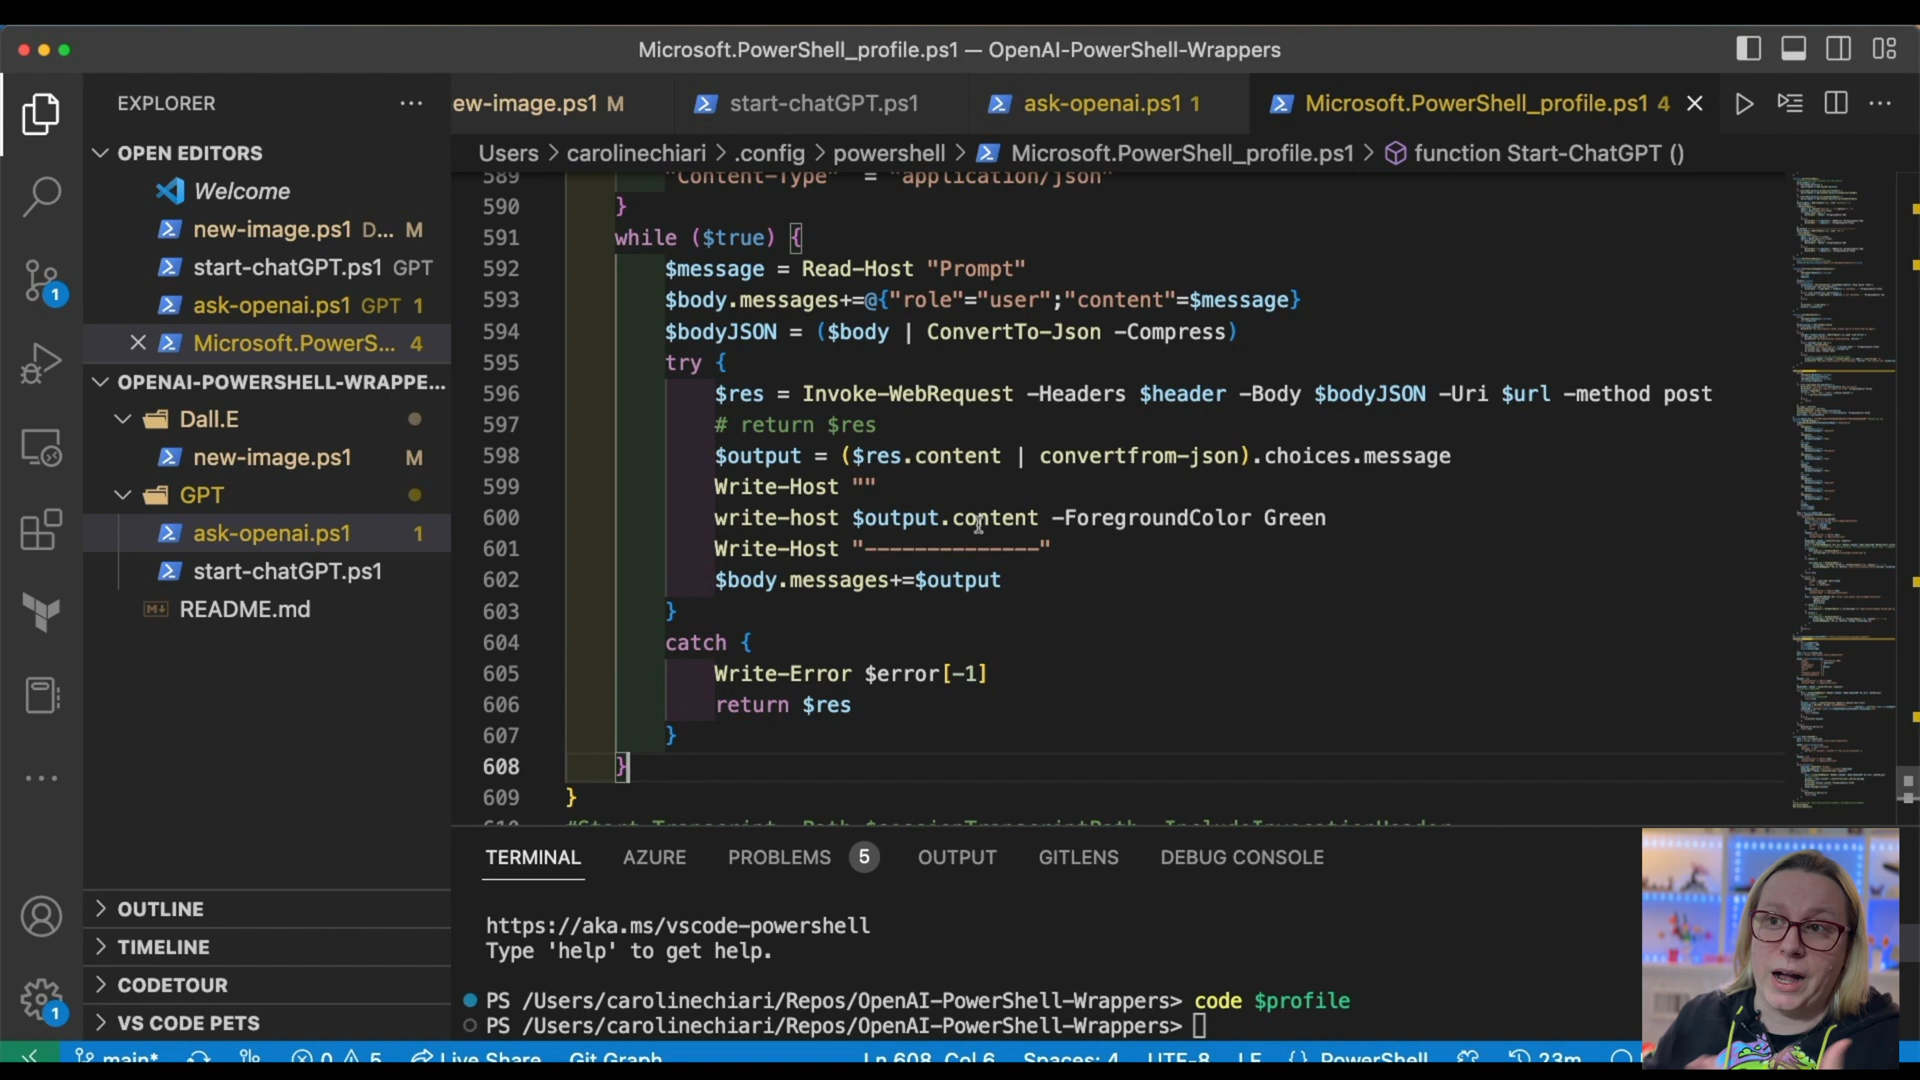 Microsoft.PowerShell_profile.ps1 — OpenAI-PowerShell-Wrappers
EXPLORER
ew-image.ps1 M
start-chatGPT.ps1
ask-openai.ps1 1
Microsoft.PowerShell_profile.ps1 4
OPEN EDITORS
Users > carolinechiari > .config > powershell > Microsoft.PowerShell_profile.ps1 > function Start-ChatGPT ()
Welcome
new-image.ps1 D... M
start-chatGPT.ps1 GPT
ask-openai.ps1 GPT 1
Microsoft.PowerS... 4
OPENAI-POWERSHELL-WRAPPE...
Dall.E
new-image.ps1 M
GPT
ask-openai.ps1 1
start-chatGPT.ps1
README.md
OUTLINE
TIMELINE
CODETOUR
VS CODE PETS
1
1
589 "Content-Type" = "application/json"
590 }
591 while ($true) {
592 $message = Read-Host "Prompt"
593 $body.messages+=@{"role"="user";"content"=$message}
594 $bodyJSON = ($body | ConvertTo-Json -Compress)
595 try {
596 $res = Invoke-WebRequest -Headers $header -Body $bodyJSON -Uri $url -method post
597 # return $res
598 $output = ($res.content | convertfrom-json).choices.message
599 Write-Host ""
600 write-host $output.content -ForegroundColor Green
601 Write-Host "--------------"
602 $body.messages+=$output
603 }
604 catch {
605 Write-Error $error[-1]
606 return $res
607 }
608 }
609 }
610 #Start-Transcript -Path $sessionTranscriptPath -IncludeInvocationHeader
TERMINAL AZURE PROBLEMS 5 OUTPUT GITLENS DEBUG CONSOLE
https://aka.ms/vscode-powershell
Type 'help' to get help.
PS /Users/carolinechiari/Repos/OpenAI-PowerShell-Wrappers> code $profile
PS /Users/carolinechiari/Repos/OpenAI-PowerShell-Wrappers>
main* 0 5 Live Share Git Graph Ln 608, Col 6 Spaces: 4 UTF-8 LF {} PowerShell 23m